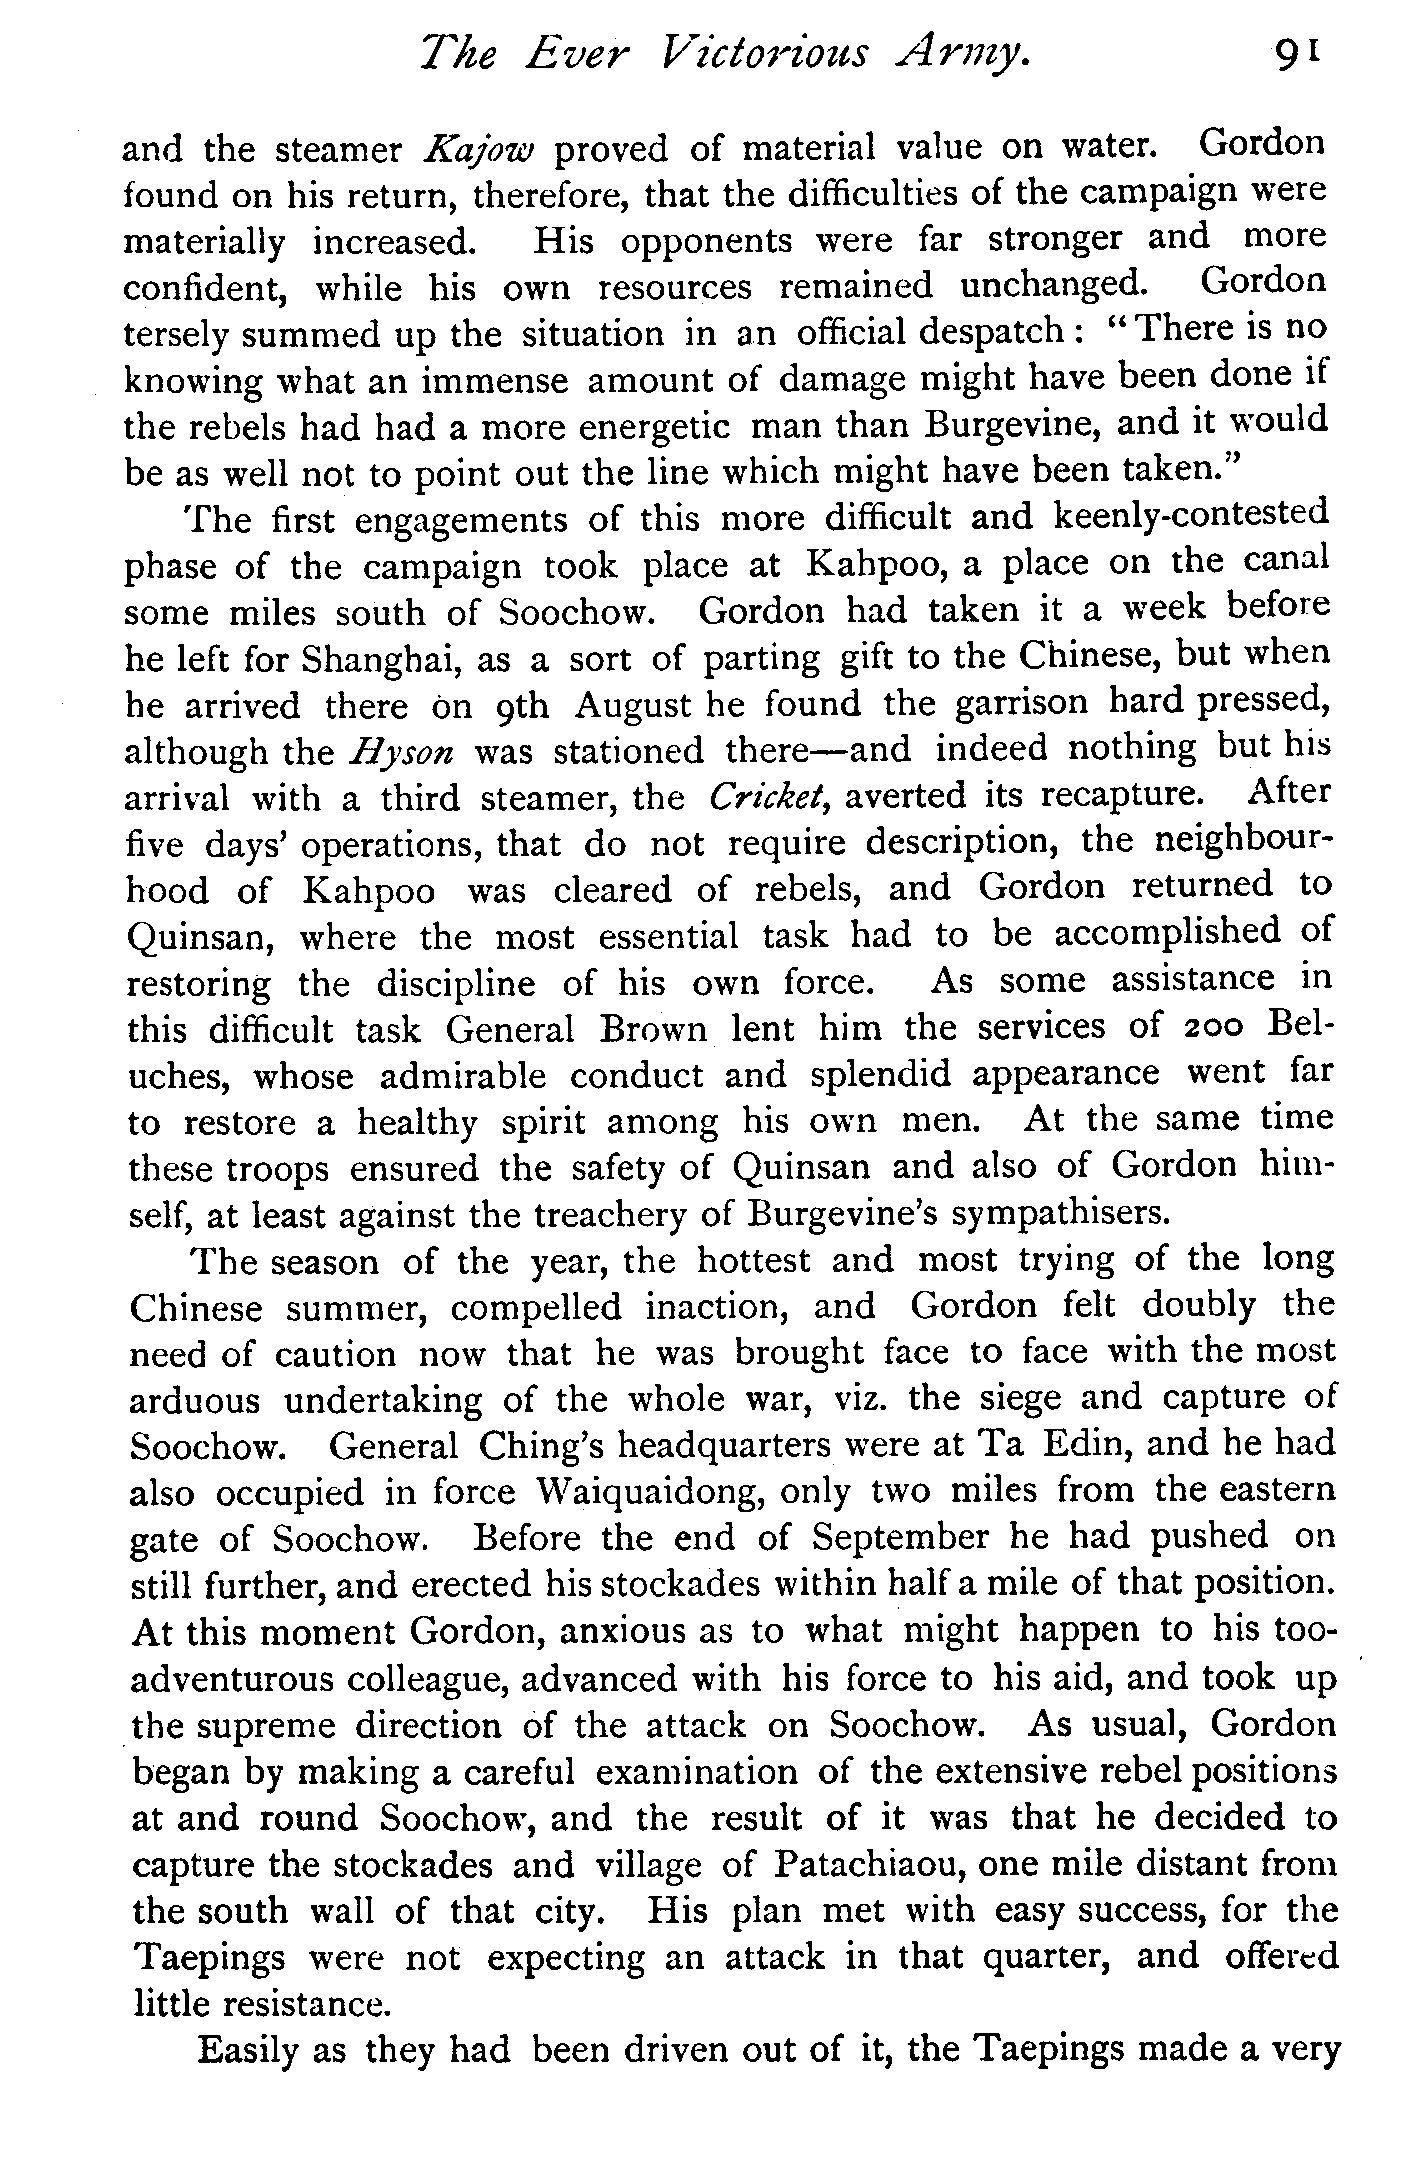 The Ever Victorious Army. 91
and the steamer Kajow proved of material value on water. Gordon
found on his return, therefore, that the difficulties of the campaign were
materially increased. His opponents were far stronger and more
confident, while his own resources remained unchanged. Gordon
tersely summed up the situation in an official despatch : “There is no
knowing what an immense amount of damage might have been done if
the rebels had had a more energetic man than Burgevine, and it would
be as well not to point out the line which might have been taken.”
The first engagements of this more difficult and keenly-contested
phase of the campaign took place at Kahpoo, a place on the canal
some miles south of Soochow. Gordon had taken it a week before
he left for Shanghai, as a sort of parting gift to the Chinese, but when
he arrived there on 9th August he found the garrison hard pressed,
although the Hyson was stationed there—and indeed nothing but his
arrival with a third steamer, the Cricket, averted its recapture. After
five days’ operations, that do not require description, the neighbour-
hood of Kahpoo was cleared of rebels, and Gordon returned to
Quinsan, where the most essential task had to be accomplished of
restoring the discipline of his own force. As some assistance in
this difficult task General Brown lent him the services of 200 Bel-
uches, whose admirable conduct and splendid appearance went far
to restore a healthy spirit among his own men. At the same time
these troops ensured the safety of Quinsan and also of Gordon him-
self, at least against the treachery of Burgevine’s sympathisers.
The season of the year, the hottest and most trying of the long
Chinese summer, compelled inaction, and Gordon felt doubly the
need of caution now that he was brought face to face with the most
arduous undertaking of the whole war, viz. the siege and capture of
Soochow. General Ching’s headquarters were at Ta Edin, and he had
also occupied in force Waiquaidong, only two miles from the eastern
gate of Soochow. Before the end of September he had pushed on
still further, and erected his stockades within half a mile of that position.
At this moment Gordon, anxious as to what might happen to his too-
adventurous colleague, advanced with his force to his aid, and took up
the supreme direction of the attack on Soochow. As usual, Gordon
began by making a careful examination of the extensive rebel positions
at and round Soochow, and the result of it was that he decided to
capture the stockades and village of Patachiaou, one mile distant from
the south wall of that city. His plan met with easy success, for the
Taepings were not expecting an attack in that quarter, and offered
little resistance.
Easily as they had been driven out of it, the Taepings made a very